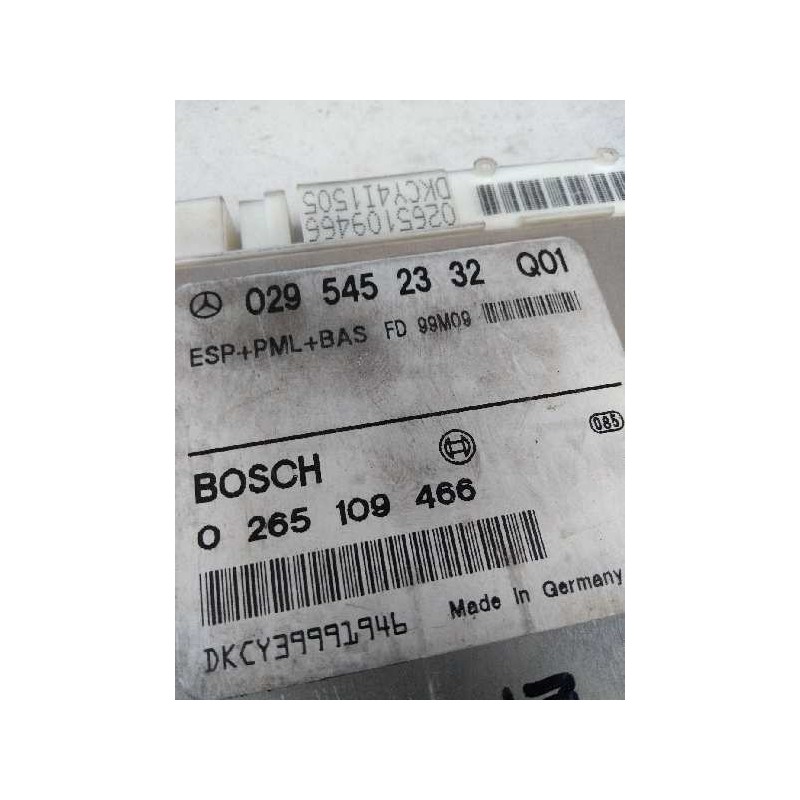 0265109466
DKCY4I1505
029 545 23 32 Q01
ESP+PML+BAS FD 99M09
085
BOSCH
0 265 109 466
Made in Germany
DKCY39991946